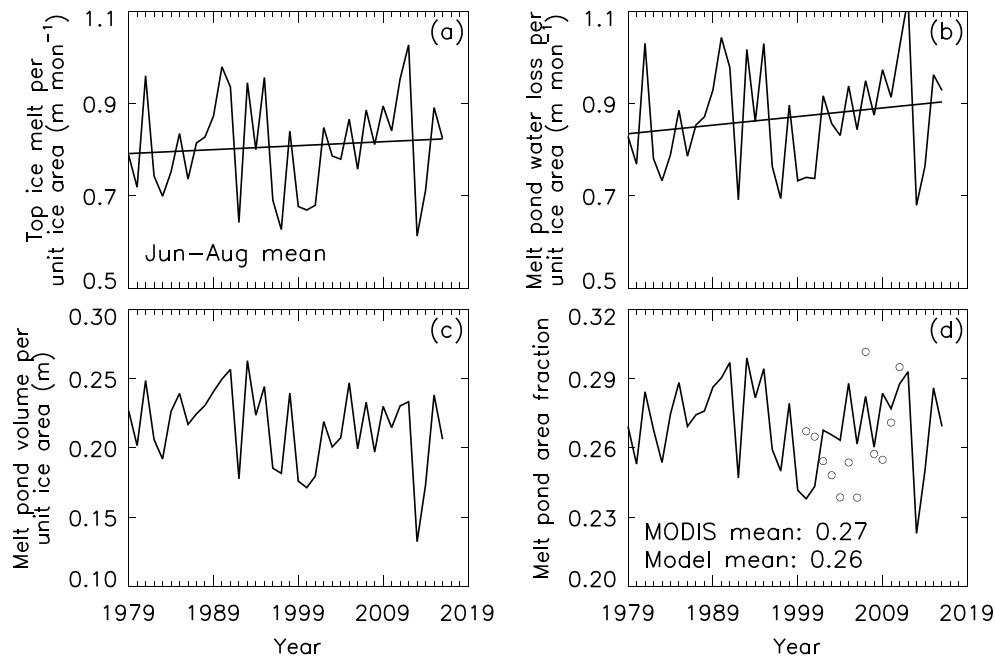 Top ice melt per
unit ice area (m mon⁻¹)
1.1
0.9
0.7
0.5
(a)
Jun−Aug mean
Melt pond water loss per
unit ice area (m mon⁻¹)
1.1
0.9
0.7
0.5
(b)
Melt pond volume per
unit ice area (m)
0.30
0.25
0.20
0.15
0.10
(c)
1979 1989 1999 2009 2019
Year
Melt pond area fraction
0.32
0.29
0.26
0.23
0.20
(d)
MODIS mean: 0.27
Model mean: 0.26
1979 1989 1999 2009 2019
Year